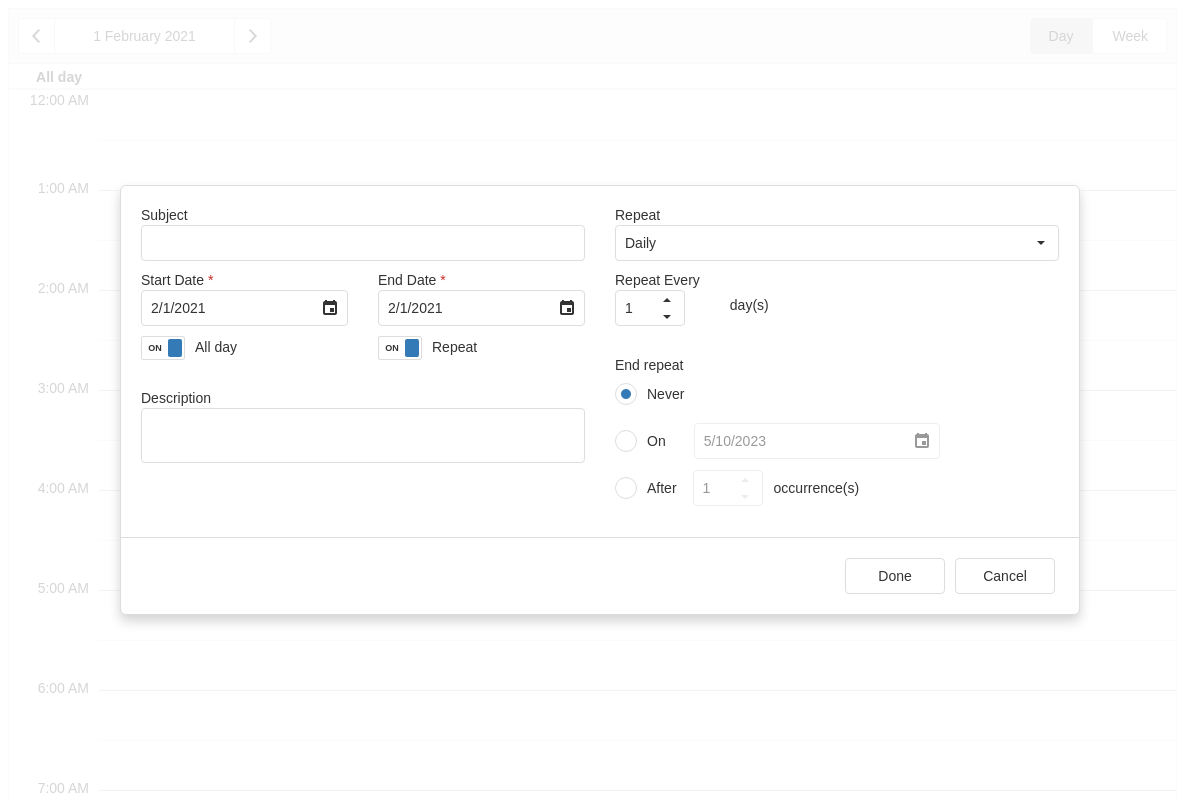 1 February 2021
Day
Week
All day
12:00 AM
1:00 AM
2:00 AM
3:00 AM
4:00 AM
5:00 AM
6:00 AM
7:00 AM
Subject
Start Date *
End Date *
2/1/2021
2/1/2021
ON
All day
ON
Repeat
Description
Repeat
Daily
Repeat Every
1
day(s)
End repeat
Never
On
5/10/2023
After
1
occurrence(s)
Done
Cancel